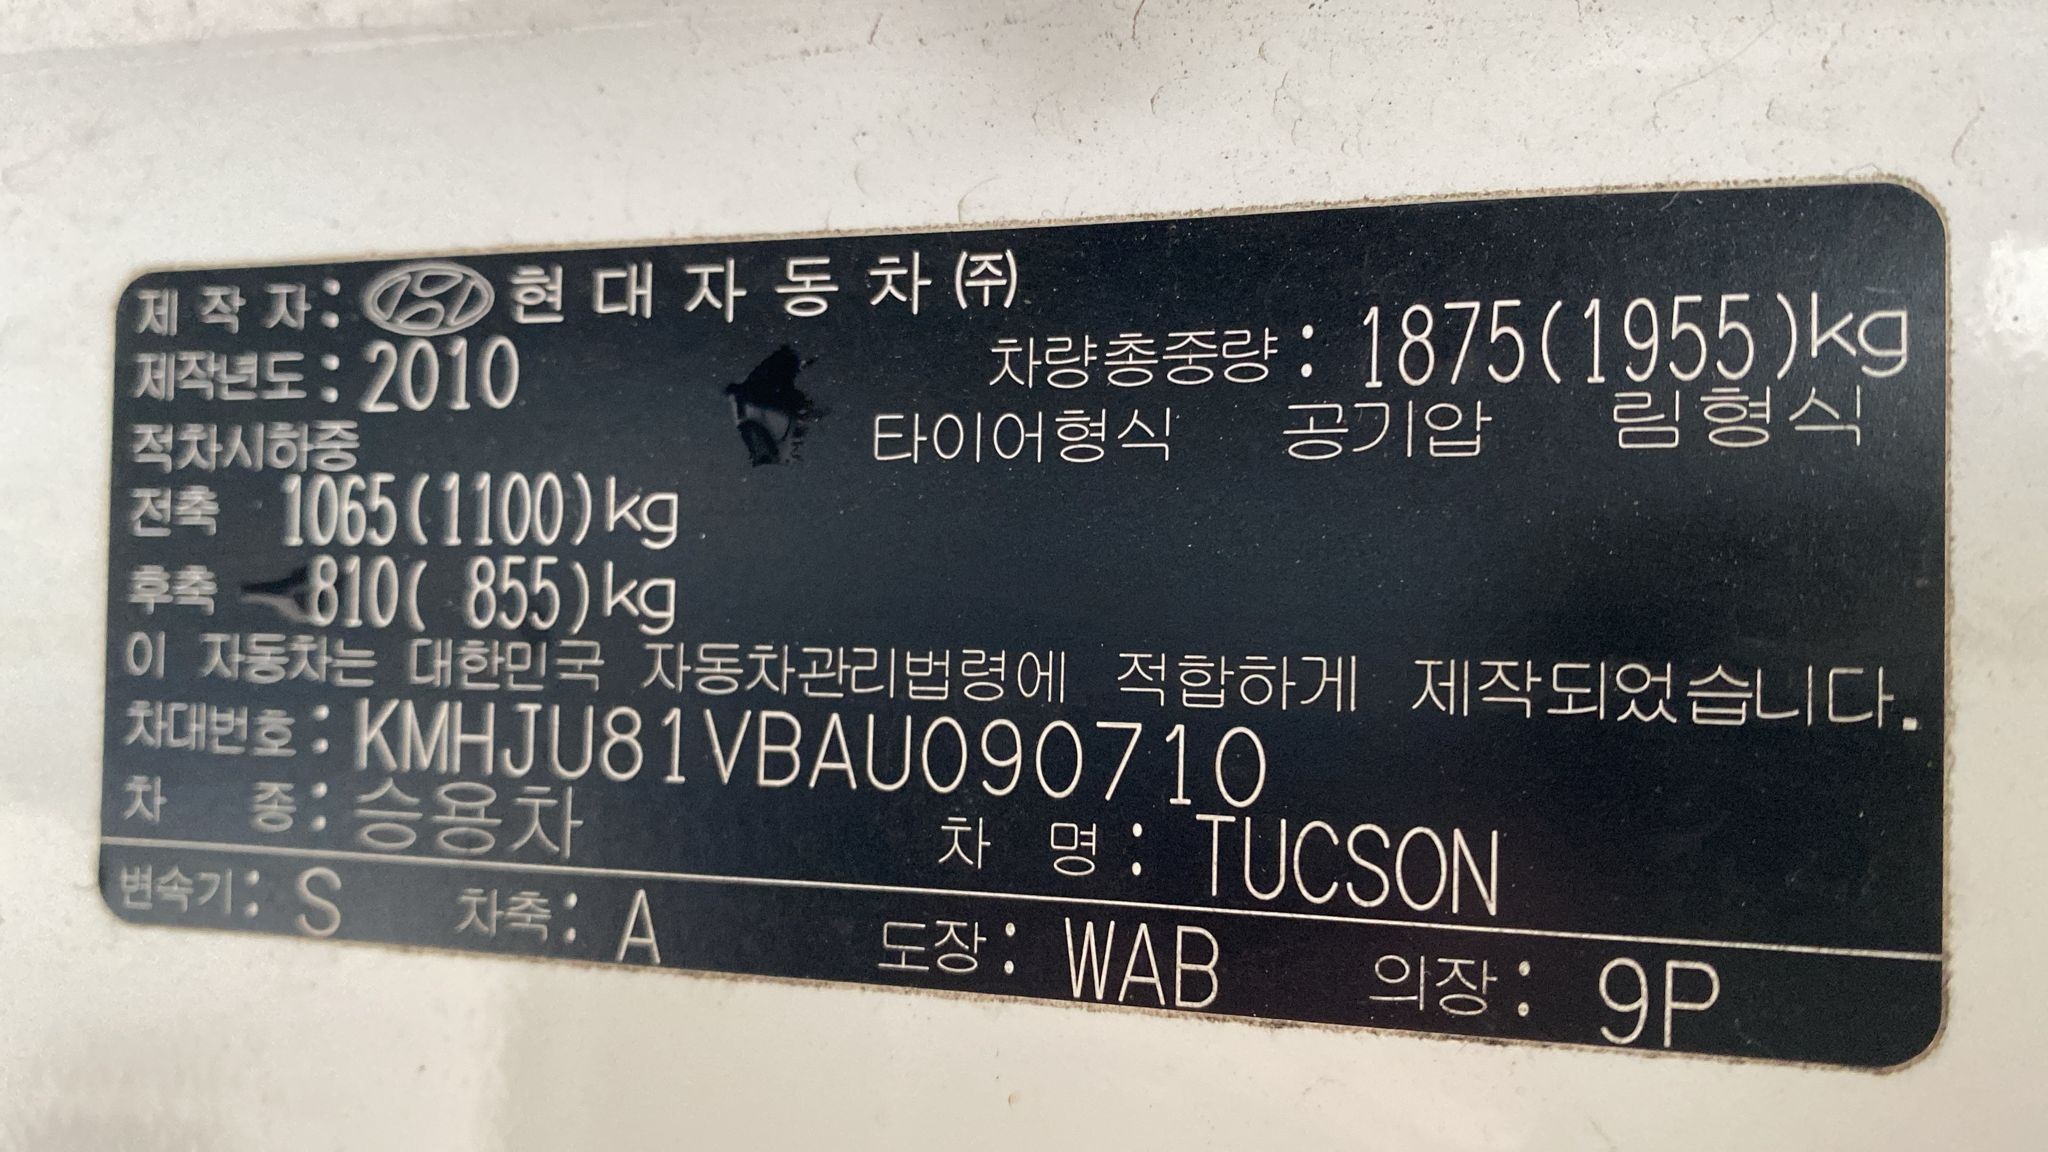 제작자: 현대자동차(주)
제작년도: 2010
차량총중량: 1875(1955)kg
적차시하중
타이어형식 공기압 림형식
전축 1065(1100)kg
후축 810( 855)kg
이 자동차는 대한민국 자동차관리법령에 적합하게 제작되었습니다.
차대번호: KMHJU81VBAU090710
차 종: 승용차
차 명: TUCSON
변속기: S 차축: A 도장: WAB 의장: 9P